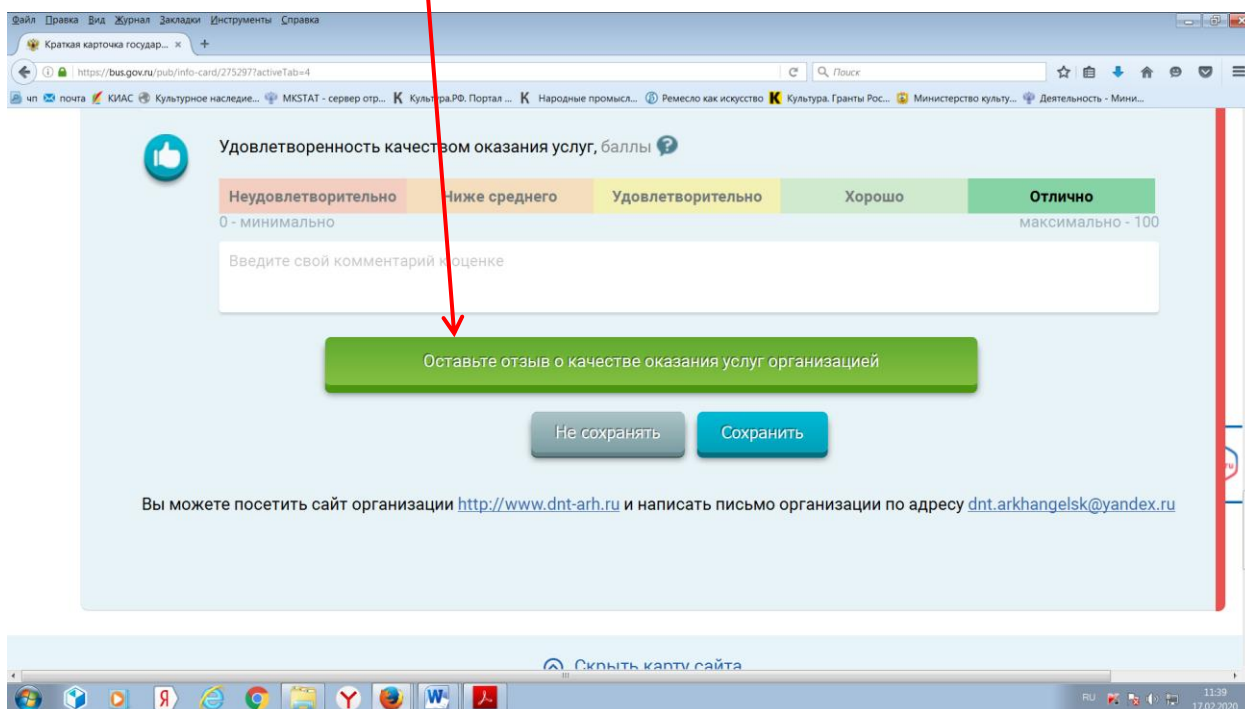 Файл Правка Вид Журнал Закладки Инструменты Справка
Краткая карточка государ... × +
https://bus.gov.ru/pub/info-card/275297?activeTab=4
Поиск
чп почта КИАС Культурное наследие... MKSTAT - сервер отр... Культура.РФ. Портал ... Народные промысл... Ремесло как искусство Культура. Гранты Рос... Министерство культу... Деятельность - Мини...
Удовлетворенность качеством оказания услуг, баллы ?
Неудовлетворительно Ниже среднего Удовлетворительно Хорошо Отлично
0 - минимально максимально - 100
Введите свой комментарий к оценке
Оставьте отзыв о качестве оказания услуг организацией
Не сохранять Сохранить
Вы можете посетить сайт организации http://www.dnt-arh.ru и написать письмо организации по адресу dnt.arkhangelsk@yandex.ru
Скрыть карту сайта
RU 11:39
17.02.2020